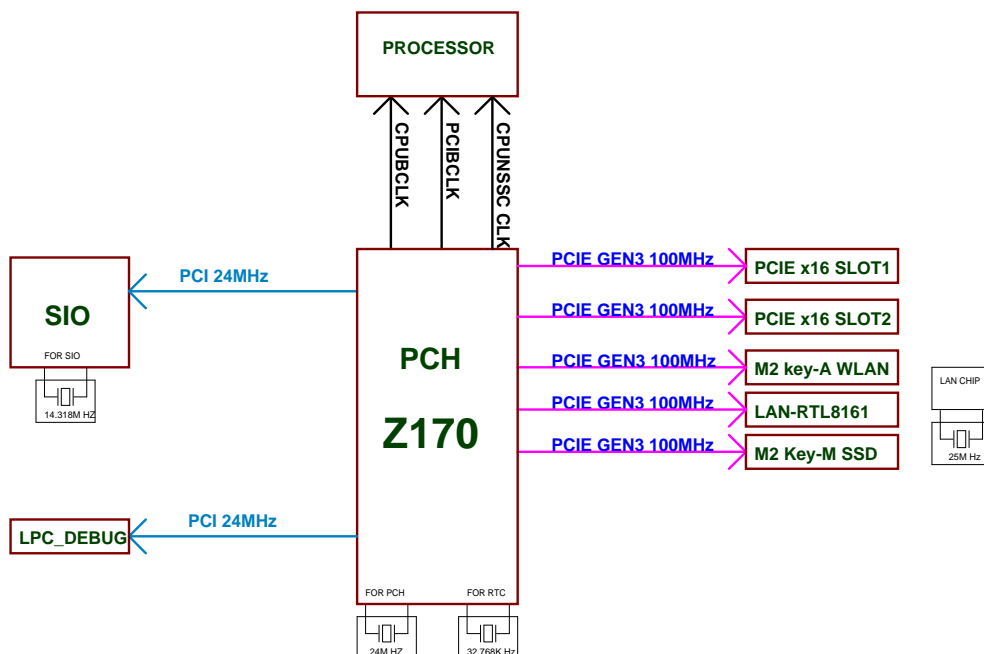 PROCESSOR
CPUBCLK
PCIBCLK
CPUNSSC CLK
PCI 24MHz
SIO
FOR SIO
14.318M HZ
PCH
Z170
PCIE GEN3 100MHz
PCIE x16 SLOT1
PCIE GEN3 100MHz
PCIE x16 SLOT2
PCIE GEN3 100MHz
M2 key-A WLAN
PCIE GEN3 100MHz
LAN-RTL8161
PCIE GEN3 100MHz
M2 Key-M SSD
LAN CHIP
25M Hz
PCI 24MHz
LPC_DEBUG
FOR PCH
FOR RTC
24M HZ
32.768K Hz